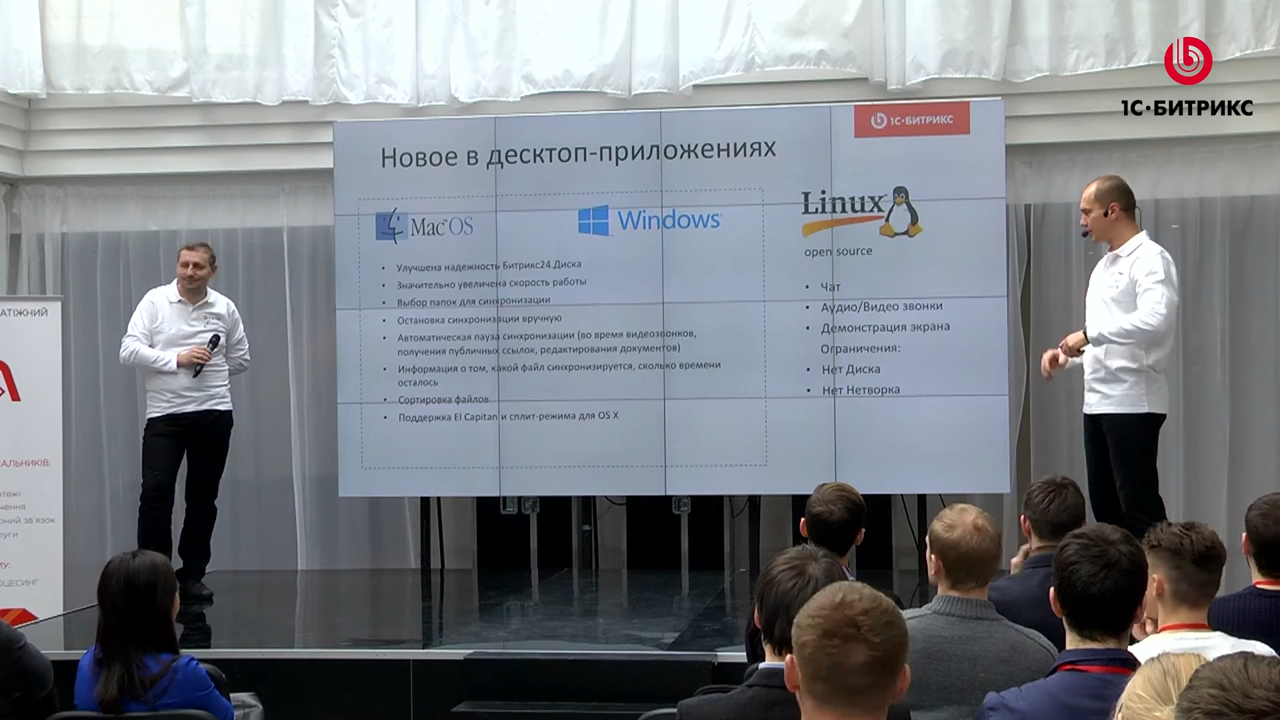 1С·БИТРИКС
1С·БИТРИКС
Новое в десктоп-приложениях
Mac OS
Windows
Linux
open source
• Улучшена надежность Битрикс24.Диска
• Значительно увеличена скорость работы
• Выбор папок для синхронизации
• Остановка синхронизации вручную
• Автоматическая пауза синхронизации (во время видеозвонков,
получения публичных ссылок, редактирования документов)
• Информация о том, какой файл синхронизируется, сколько времени
осталось
• Сортировка файлов
• Поддержка El Capitan и сплит-режима для OS X
• Чат
• Аудио/Видео звонки
• Демонстрация экрана
Ограничения:
• Нет Диска
• Нет Нетворка